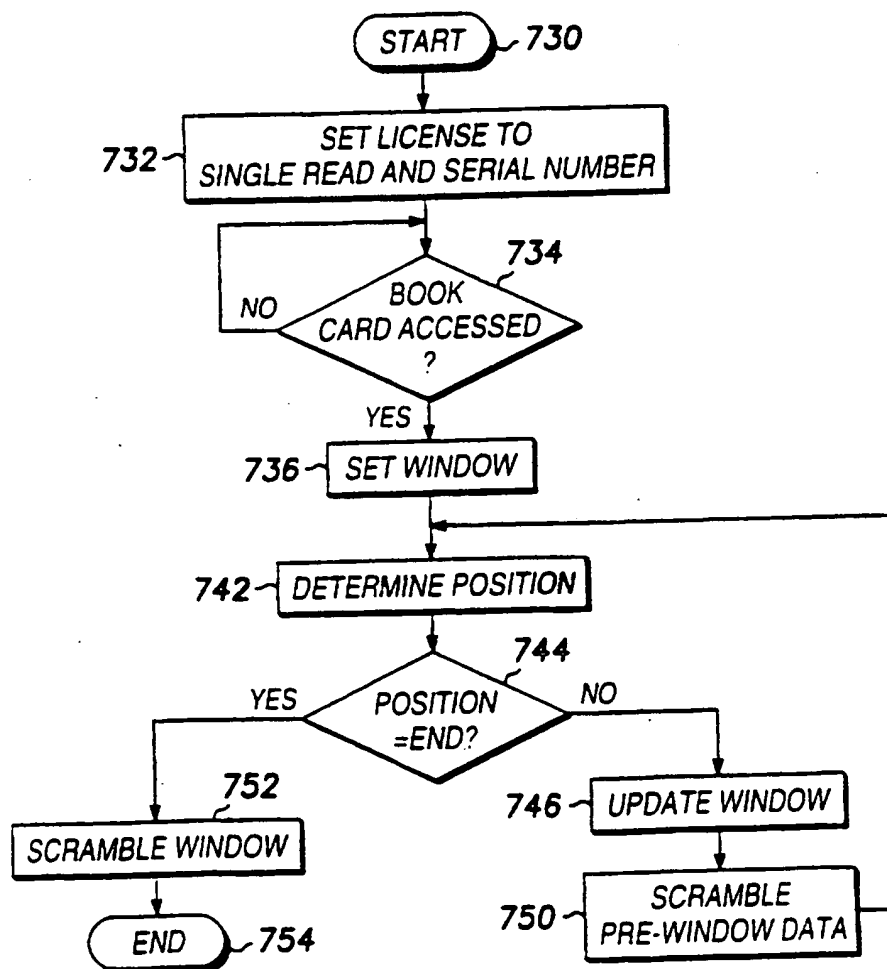 START
730
732
SET LICENSE TO
SINGLE READ AND SERIAL NUMBER
734
BOOK
CARD ACCESSED
?
NO
YES
736
SET WINDOW
742
DETERMINE POSITION
744
POSITION
=END?
YES
NO
752
SCRAMBLE WINDOW
746
UPDATE WINDOW
750
SCRAMBLE
PRE-WINDOW DATA
END
754